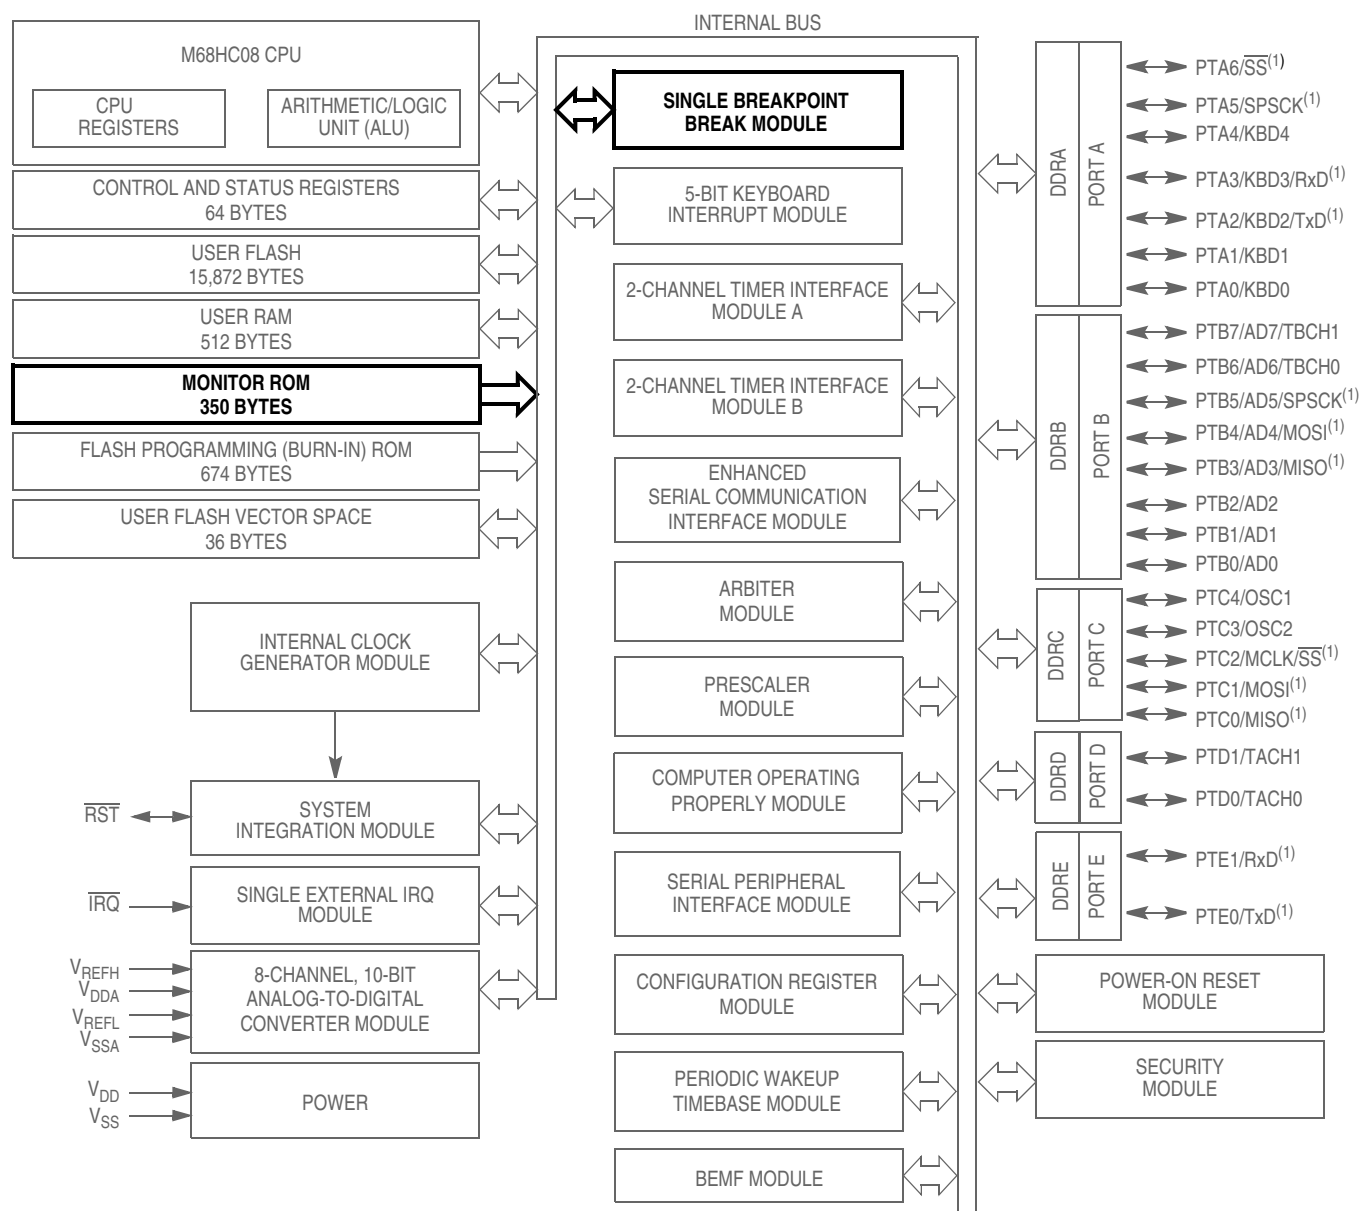 INTERNAL BUS
M68HC08 CPU
CPU
REGISTERS
ARITHMETIC/LOGIC
UNIT (ALU)
CONTROL AND STATUS REGISTERS
64 BYTES
USER FLASH
15,872 BYTES
USER RAM
512 BYTES
MONITOR ROM
350 BYTES
FLASH PROGRAMMING (BURN-IN) ROM
674 BYTES
USER FLASH VECTOR SPACE
36 BYTES
INTERNAL CLOCK
GENERATOR MODULE
RST
SYSTEM
INTEGRATION MODULE
IRQ
SINGLE EXTERNAL IRQ
MODULE
VREFH
VDDA
VREFL
VSSA
8-CHANNEL, 10-BIT
ANALOG-TO-DIGITAL
CONVERTER MODULE
VDD
VSS
POWER
SINGLE BREAKPOINT
BREAK MODULE
5-BIT KEYBOARD
INTERRUPT MODULE
2-CHANNEL TIMER INTERFACE
MODULE A
2-CHANNEL TIMER INTERFACE
MODULE B
ENHANCED
SERIAL COMMUNICATION
INTERFACE MODULE
ARBITER
MODULE
PRESCALER
MODULE
COMPUTER OPERATING
PROPERLY MODULE
SERIAL PERIPHERAL
INTERFACE MODULE
CONFIGURATION REGISTER
MODULE
PERIODIC WAKEUP
TIMEBASE MODULE
BEMF MODULE
DDRA
PORT A
PTA6/SS(1)
PTA5/SPSCK(1)
PTA4/KBD4
PTA3/KBD3/RxD(1)
PTA2/KBD2/TxD(1)
PTA1/KBD1
PTA0/KBD0
DDRB
PORT B
PTB7/AD7/TBCH1
PTB6/AD6/TBCH0
PTB5/AD5/SPSCK(1)
PTB4/AD4/MOSI(1)
PTB3/AD3/MISO(1)
PTB2/AD2
PTB1/AD1
PTB0/AD0
DDRC
PORT C
PTC4/OSC1
PTC3/OSC2
PTC2/MCLK/SS(1)
PTC1/MOSI(1)
PTC0/MISO(1)
DDRD
PORT D
PTD1/TACH1
PTD0/TACH0
DDRE
PORT E
PTE1/RxD(1)
PTE0/TxD(1)
POWER-ON RESET
MODULE
SECURITY
MODULE